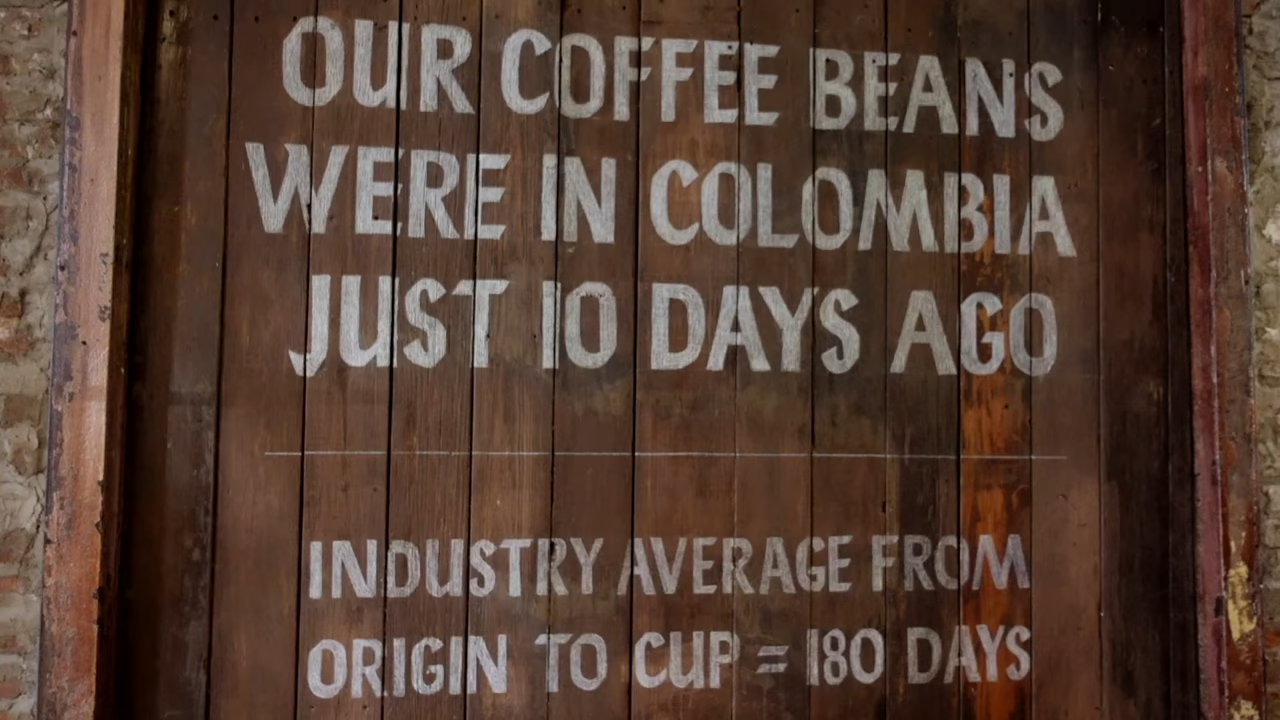 OUR COFFEE BEANS
WERE IN COLOMBIA
JUST 10 DAYS AGO
INDUSTRY AVERAGE FROM
ORIGIN TO CUP = 180 DAYS